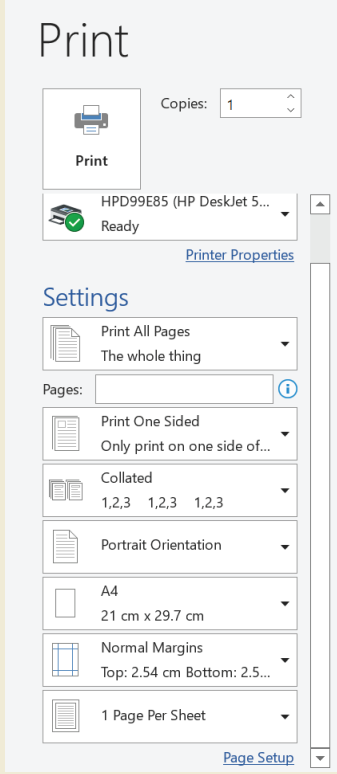 Print
Copies: 1
Print
HPD99E85 (HP DeskJet 5...
Ready
Printer Properties
Settings
Print All Pages
The whole thing
Pages:
Print One Sided
Only print on one side of...
Collated
1,2,3 1,2,3 1,2,3
Portrait Orientation
A4
21 cm x 29.7 cm
Normal Margins
Top: 2.54 cm Bottom: 2.5...
1 Page Per Sheet
Page Setup